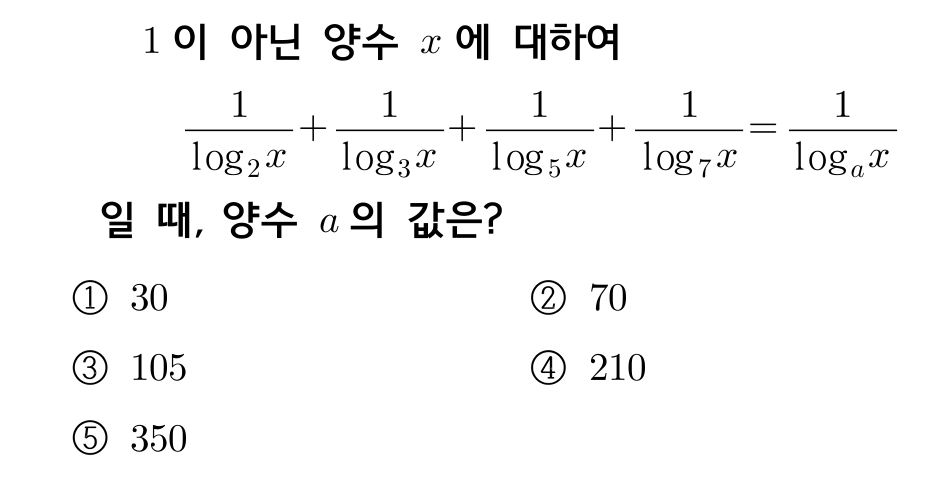 1이 아닌 양수 x에 대하여
\frac{1}{\log_2 x}+\frac{1}{\log_3 x}+\frac{1}{\log_5 x}+\frac{1}{\log_7 x}=\frac{1}{\log_a x}
일 때, 양수 a의 값은?
① 30 ② 70
③ 105 ④ 210
⑤ 350